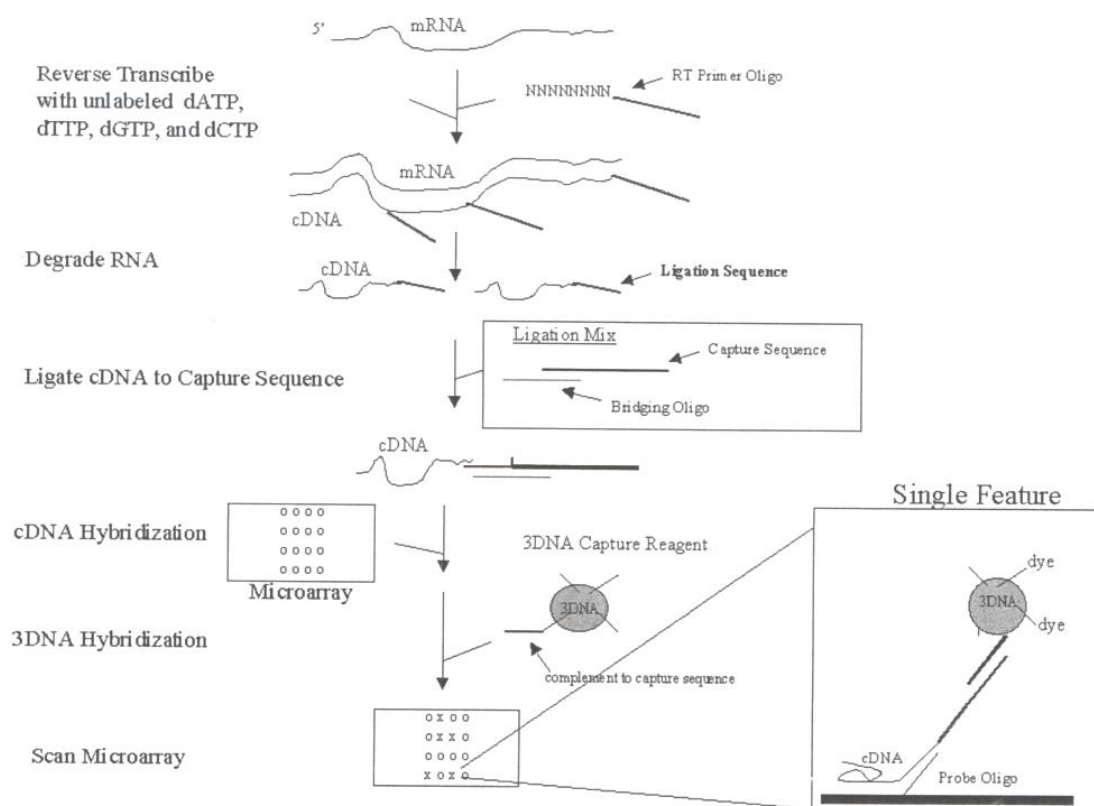 5' mRNA
Reverse Transcribe
with unlabeled dATP,
dTTP, dGTP, and dCTP
NNNNNNNN
RT Primer Oligo
mRNA
cDNA
Degrade RNA
cDNA
Ligation Sequence
Ligation Mix
Capture Sequence
Ligate cDNA to Capture Sequence
Bridging Oligo
cDNA
cDNA Hybridization
o o o o
o o o o
o o o o
o o o o
Microarray
3DNA Capture Reagent
3DNA
3DNA Hybridization
complement to capture sequence
Scan Microarray
o x o o
o x x o
o o o o
x o x o
Single Feature
dye
3DNA
dye
cDNA
Probe Oligo